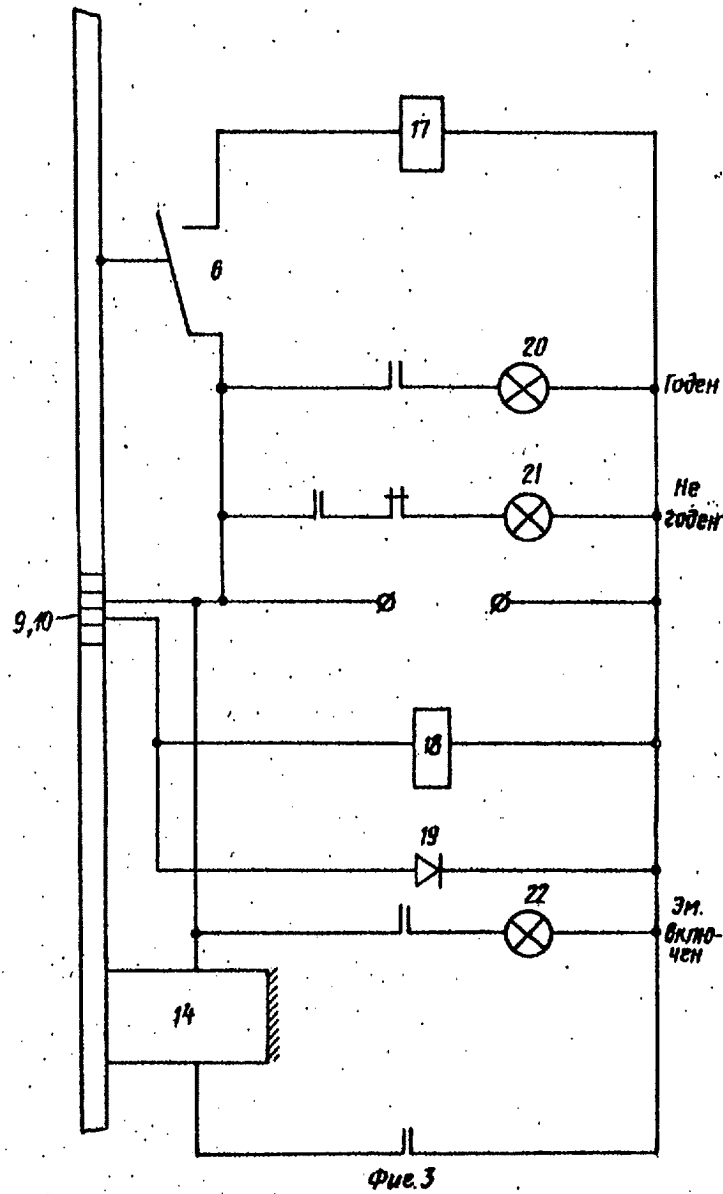 17
6
20
Годен
21
Не
годен
9,10
18
19
22
Эм.
вклю-
чен
14
Фиг.3